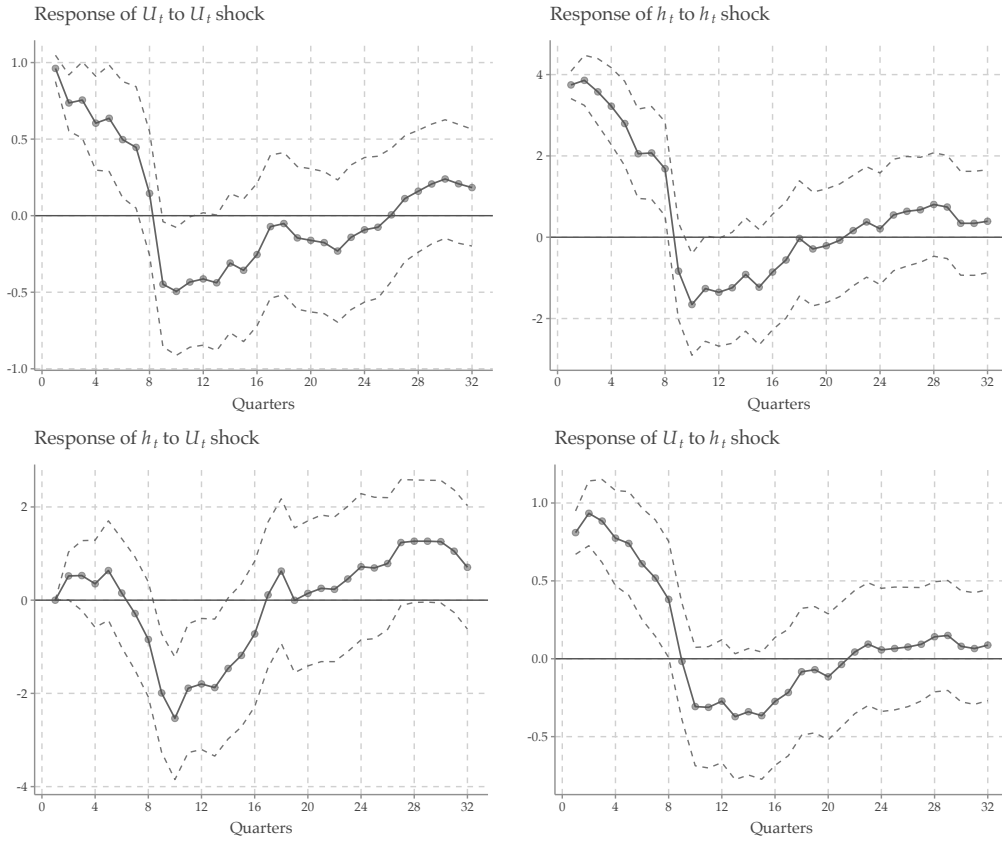 Response of U_t to U_t shock
1.0
0.5
0.0
-0.5
-1.0
0 4 8 12 16 20 24 28 32
Quarters
Response of h_t to h_t shock
4
2
0
-2
0 4 8 12 16 20 24 28 32
Quarters
Response of h_t to U_t shock
2
0
-2
-4
0 4 8 12 16 20 24 28 32
Quarters
Response of U_t to h_t shock
1.0
0.5
0.0
-0.5
0 4 8 12 16 20 24 28 32
Quarters